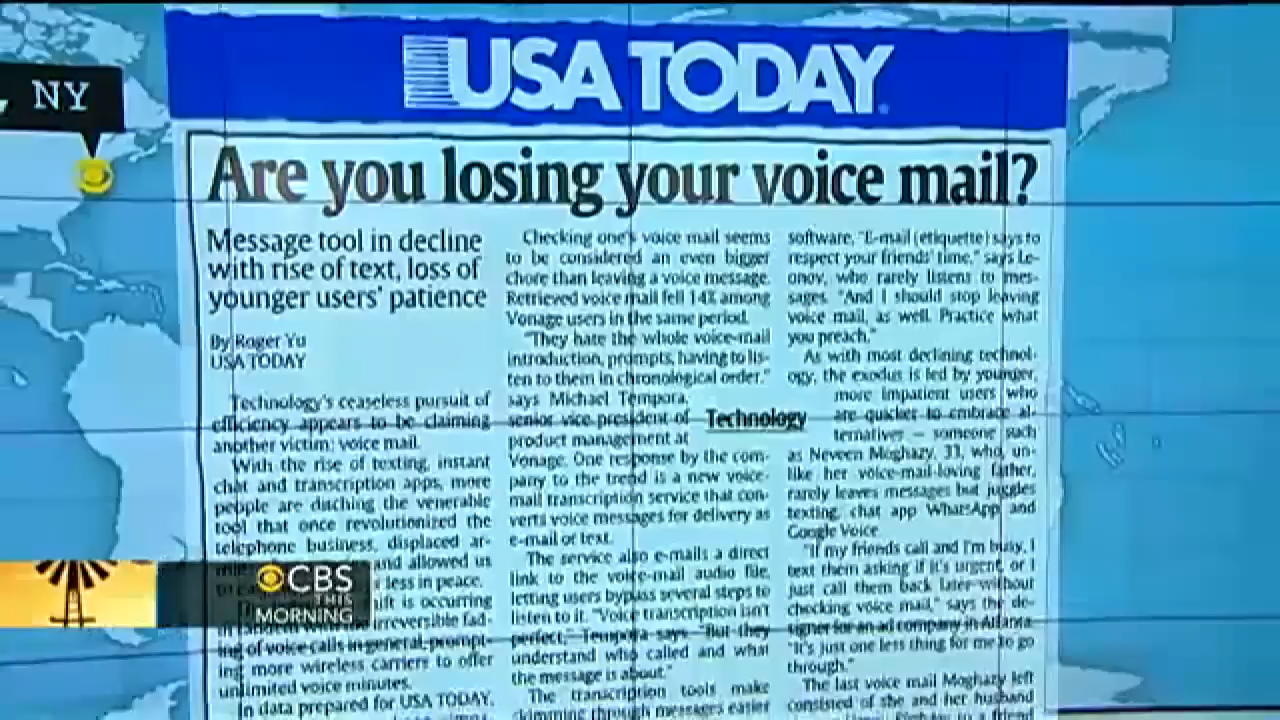 USA TODAY
NY
Are you losing your voice mail?
Message tool in decline
with rise of text, loss of
younger users' patience
By Roger Yu
USA TODAY
Technology's ceaseless pursuit of
efficiency appears to be claiming
another victim: voice mail.
With the rise of texting, instant
chat and transcription apps, more
people are ditching the venerable
tool that once revolutionized the
telephone business, displaced
and allowed us
less in peace.
is occurring
irreversible fad-
ing of voice calls in general, prompt-
ing more wireless carriers to offer
unlimited voice minutes.
In data prepared for USA TODAY,
Checking one's voice mail seems
to be considered an even bigger
chore than leaving a voice message.
Retrieved voice mail fell 14% among
Vonage users in the same period.
"They hate the whole voice-mail
introduction, prompts, having to lis-
ten to them in chronological order,"
says Michael Tempora,
senior vice president of
product management at
Vonage. One response by the com-
pany to the trend is a new voice-
mail transcription service that con-
verts voice messages for delivery as
e-mail or text.
The service also e-mails a direct
link to the voice-mail audio file,
letting users bypass several steps to
listen to it. "Voice transcription isn't
perfect," Tempora says. "But they
understand who called and what
the message is about."
The transcription tools make
skimming through messages easier
Technology
software. "E-mail (etiquette) says to
respect your friends' time," says Le-
onov, who rarely listens to mes-
sages. "And I should stop leaving
voice mail, as well. Practice what
you preach."
As with most declining technol-
ogy, the exodus is led by younger,
more impatient users who
are quicker to embrace al-
ternatives — someone such
as Neveen Moghazy, 33, who, un-
like her voice-mail-loving father,
rarely leaves messages but juggles
texting, chat app WhatsApp and
Google Voice.
"If my friends call and I'm busy, I
text them asking if it's urgent, or I
just call them back later without
checking voice mail," says the de-
signer for an ad company in Atlanta.
"It's just one less thing for me to go
through."
The last voice mail Moghazy left
consisted of she and her husband
to a friend
CBS
THIS
MORNING